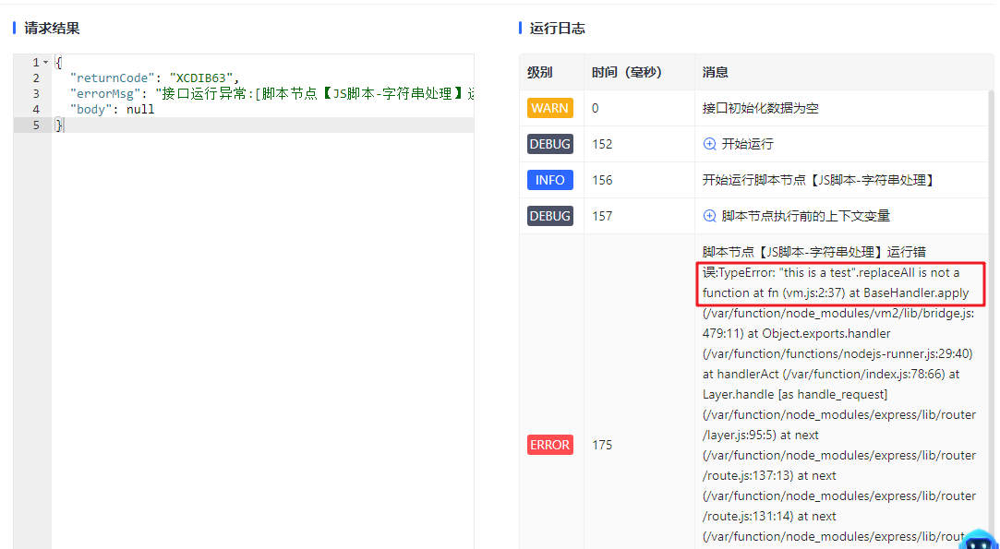 请求结果
1 {
2 "returnCode": "XCDIB63",
3 "errorMsg": "接口运行异常:[脚本节点【JS脚本-字符串处理】
4 "body": null
5 }
运行日志
级别 时间（毫秒） 消息
WARN 0 接口初始化数据为空
DEBUG 152 开始运行
INFO 156 开始运行脚本节点【JS脚本-字符串处理】
DEBUG 157 脚本节点执行前的上下文变量
脚本节点【JS脚本-字符串处理】运行错
误:TypeError: "this is a test".replaceAll is not a
function at fn (vm.js:2:37) at BaseHandler.apply
(/var/function/node_modules/vm2/lib/bridge.js:
479:11) at Object.exports.handler
(/var/function/functions/nodejs-runner.js:29:40)
at handlerAct (/var/function/index.js:78:66) at
Layer.handle [as handle_request]
(/var/function/node_modules/express/lib/router
/layer.js:95:5) at next
ERROR 175
(/var/function/node_modules/express/lib/router
/route.js:137:13) at next
(/var/function/node_modules/express/lib/router
/route.js:131:14) at next
(/var/function/node_modules/express/lib/rout